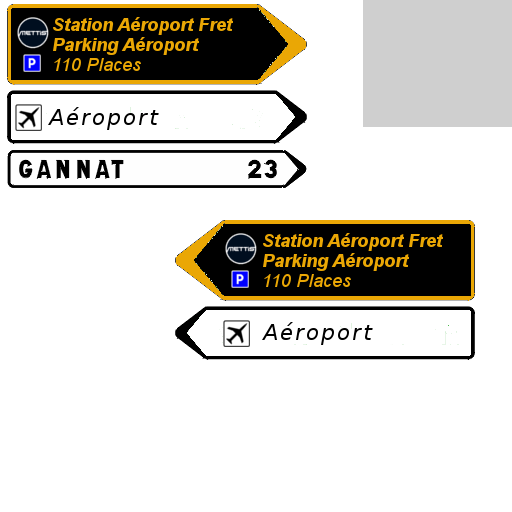 METTIS Station Aéroport Fret
Parking Aéroport
P 110 Places
Aéroport
GANNAT 23
METTIS Station Aéroport Fret
Parking Aéroport
P 110 Places
Aéroport